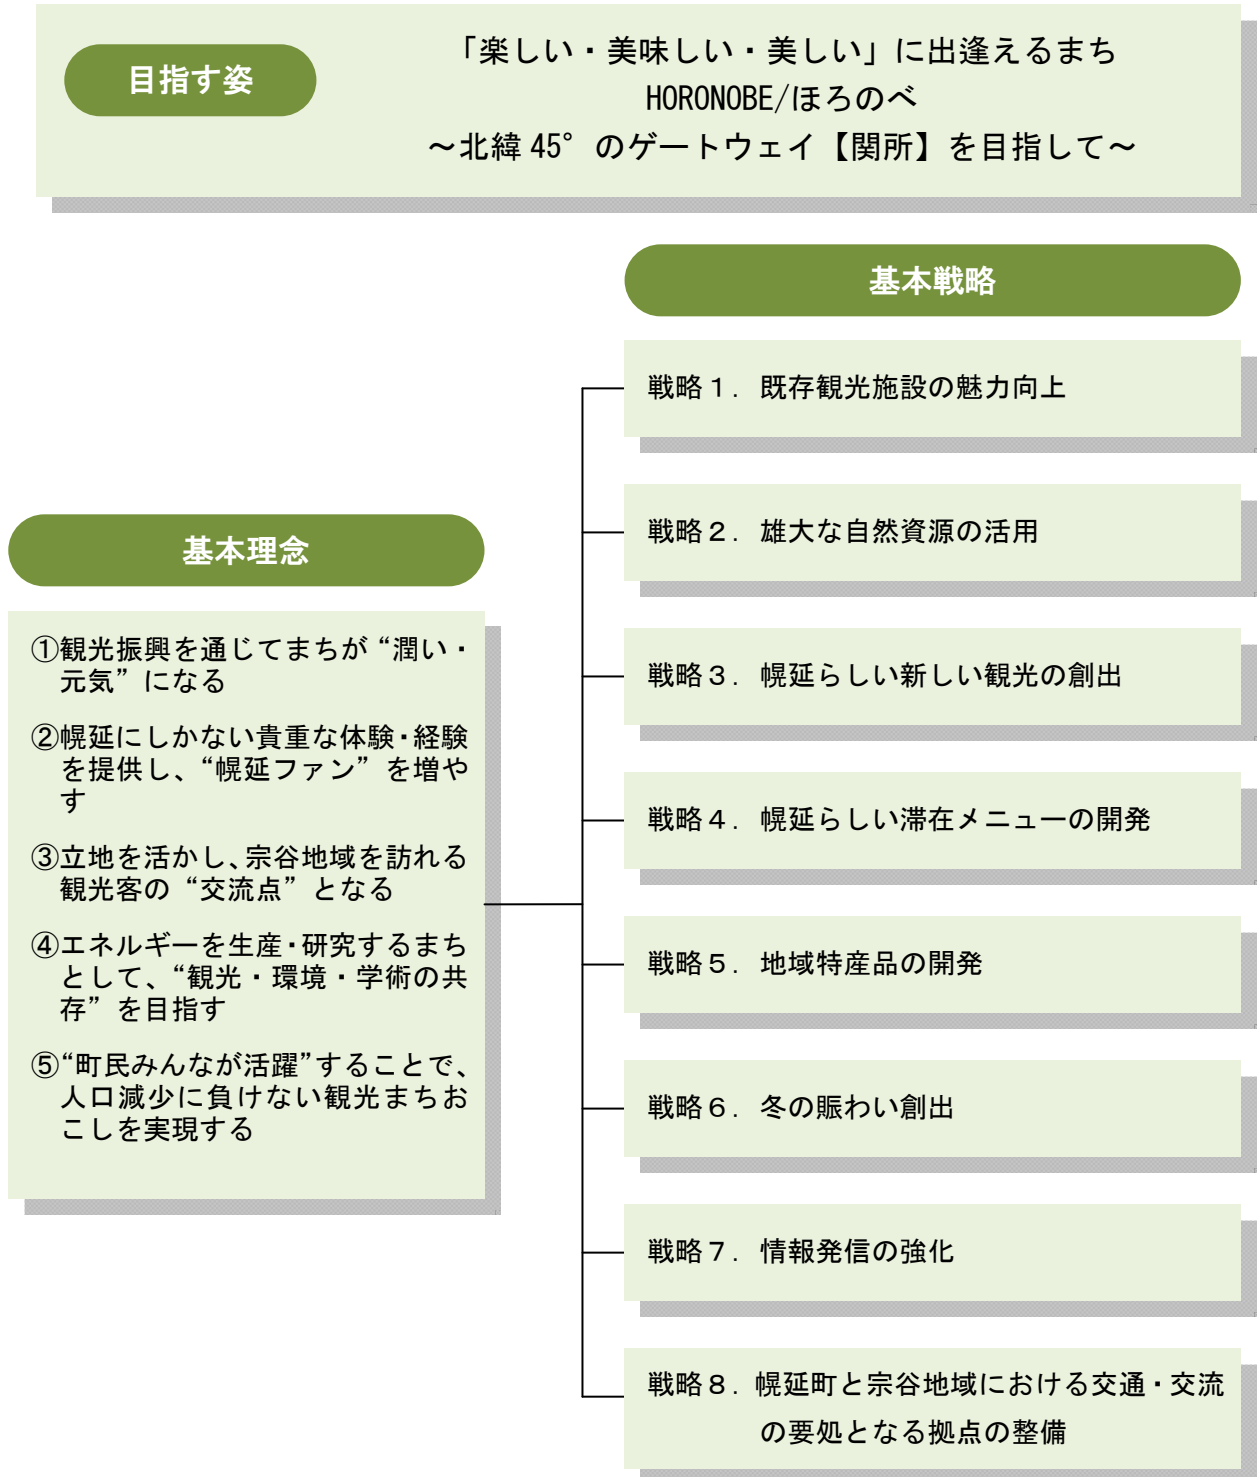 目指す姿
「楽しい・美味しい・美しい」に出逢えるまち
HORONOBE/ほろのべ
～北緯45°のゲートウェイ【関所】を目指して～
基本理念
①観光振興を通じてまちが“潤い・
元気”になる
②幌延にしかない貴重な体験・経験
を提供し、“幌延ファン”を増や
す
③立地を活かし、宗谷地域を訪れる
観光客の“交流点”となる
④エネルギーを生産・研究するまち
として、“観光・環境・学術の共
存”を目指す
⑤“町民みんなが活躍”することで、
人口減少に負けない観光まちお
こしを実現する
基本戦略
戦略１．既存観光施設の魅力向上
戦略２．雄大な自然資源の活用
戦略３．幌延らしい新しい観光の創出
戦略４．幌延らしい滞在メニューの開発
戦略５．地域特産品の開発
戦略６．冬の賑わい創出
戦略７．情報発信の強化
戦略８．幌延町と宗谷地域における交通・交流
の要処となる拠点の整備